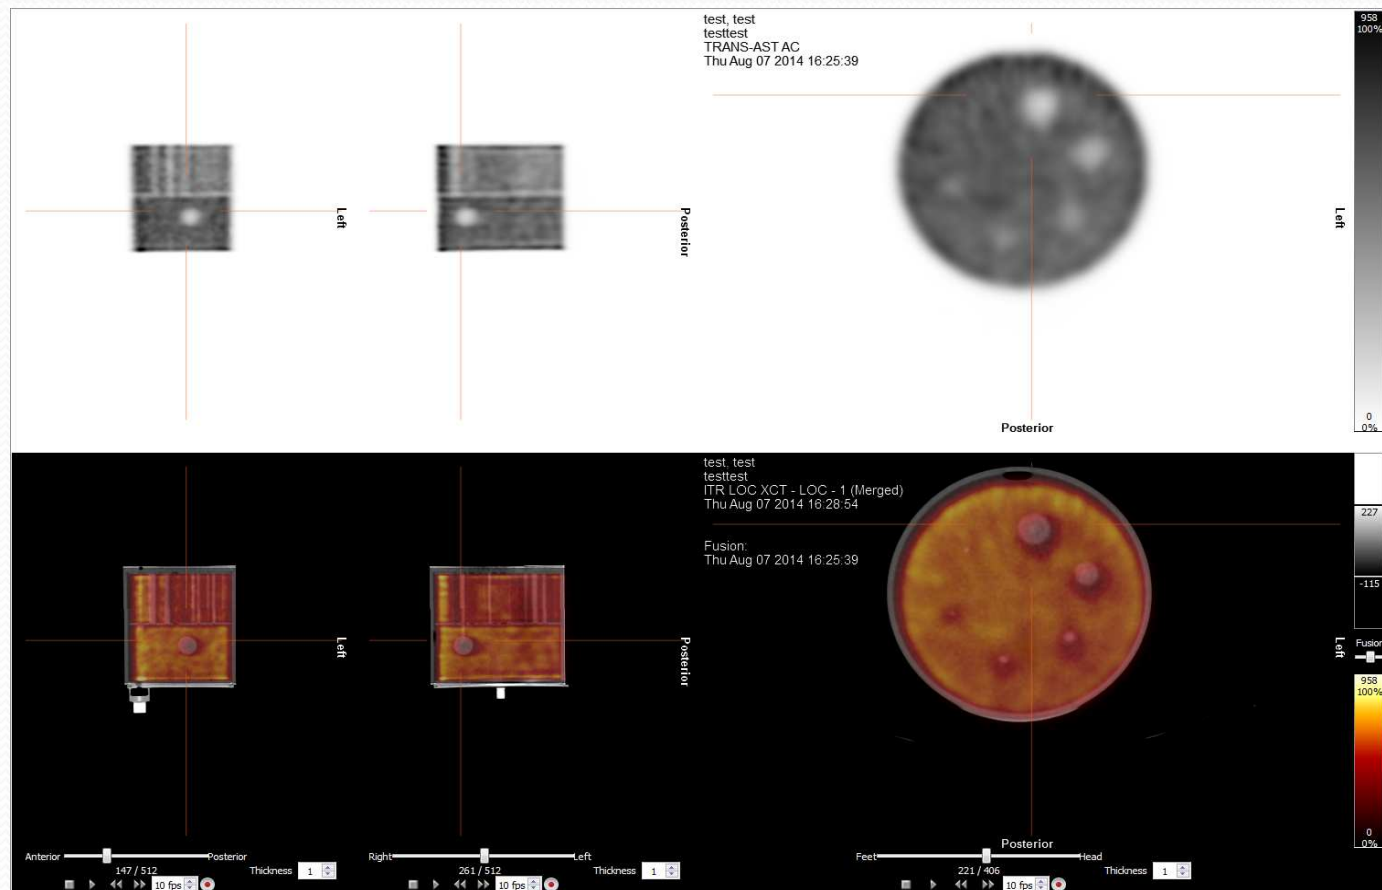 test, test
testtest
TRANS-AST AC
Thu Aug 07 2014 16:25:39
958
100%
Left
Posterior
Left
Posterior
0
0%
test, test
testtest
ITR LOC XCT - LOC - 1 (Merged)
Thu Aug 07 2014 16:28:54
Fusion:
Thu Aug 07 2014 16:25:39
227
-115
Left
Posterior
Left
Fusion
958
100%
0
0%
Posterior
Anterior Posterior
147 / 512
Thickness 1
10 fps
Right Left
261 / 512
Thickness 1
10 fps
Feet Head
221 / 406
Thickness 1
10 fps